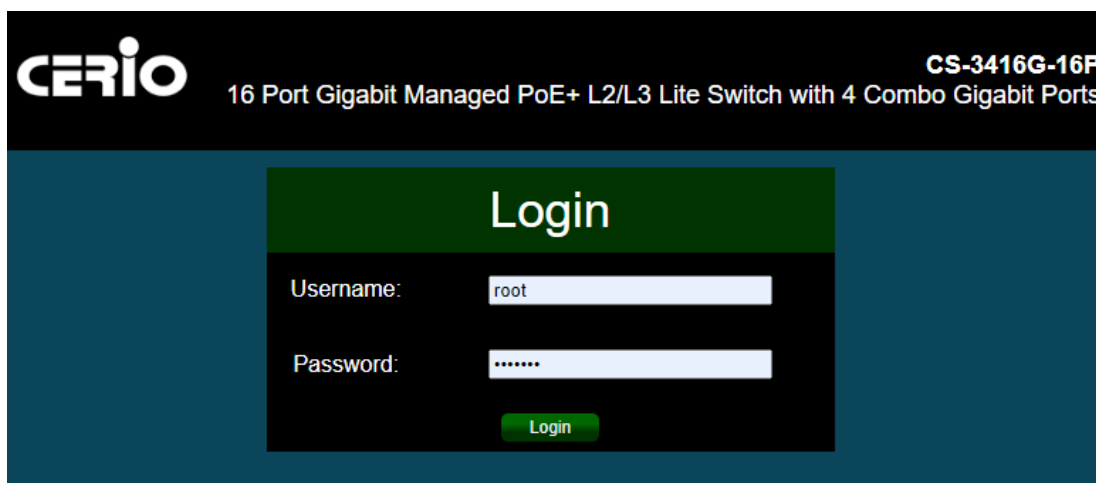 CERIO
CS-3416G-16P
16 Port Gigabit Managed PoE+ L2/L3 Lite Switch with 4 Combo Gigabit Ports
Login
Username: root
Password: •••••••
Login